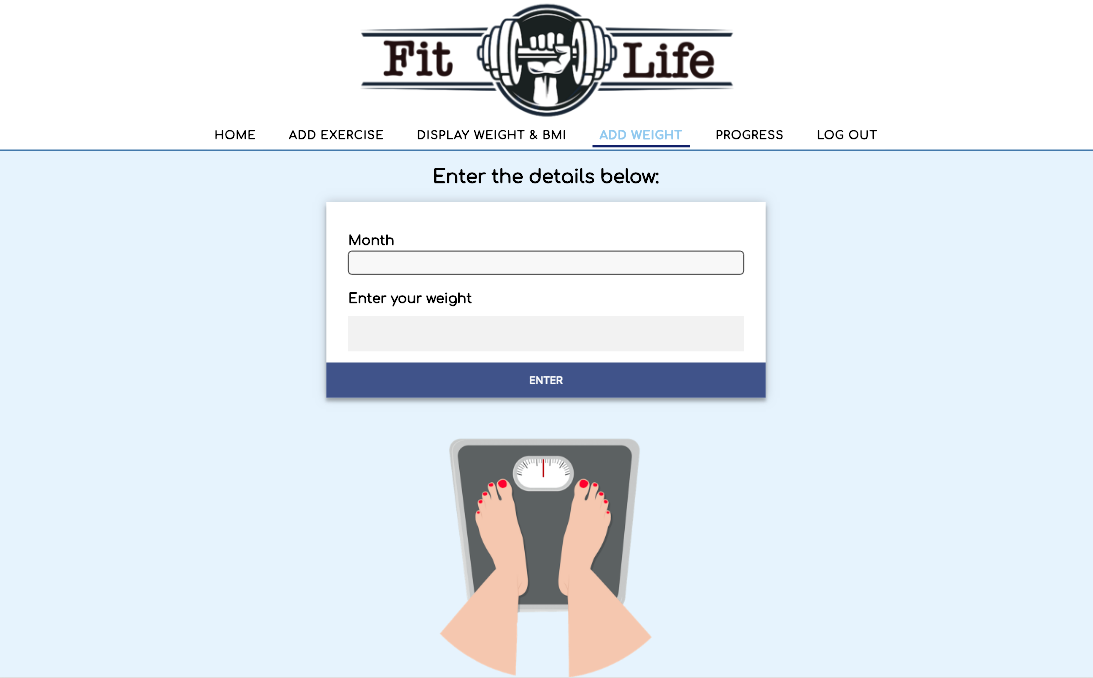 Fit Life
HOME ADD EXERCISE DISPLAY WEIGHT & BMI ADD WEIGHT PROGRESS LOG OUT
Enter the details below:
Month
Enter your weight
ENTER